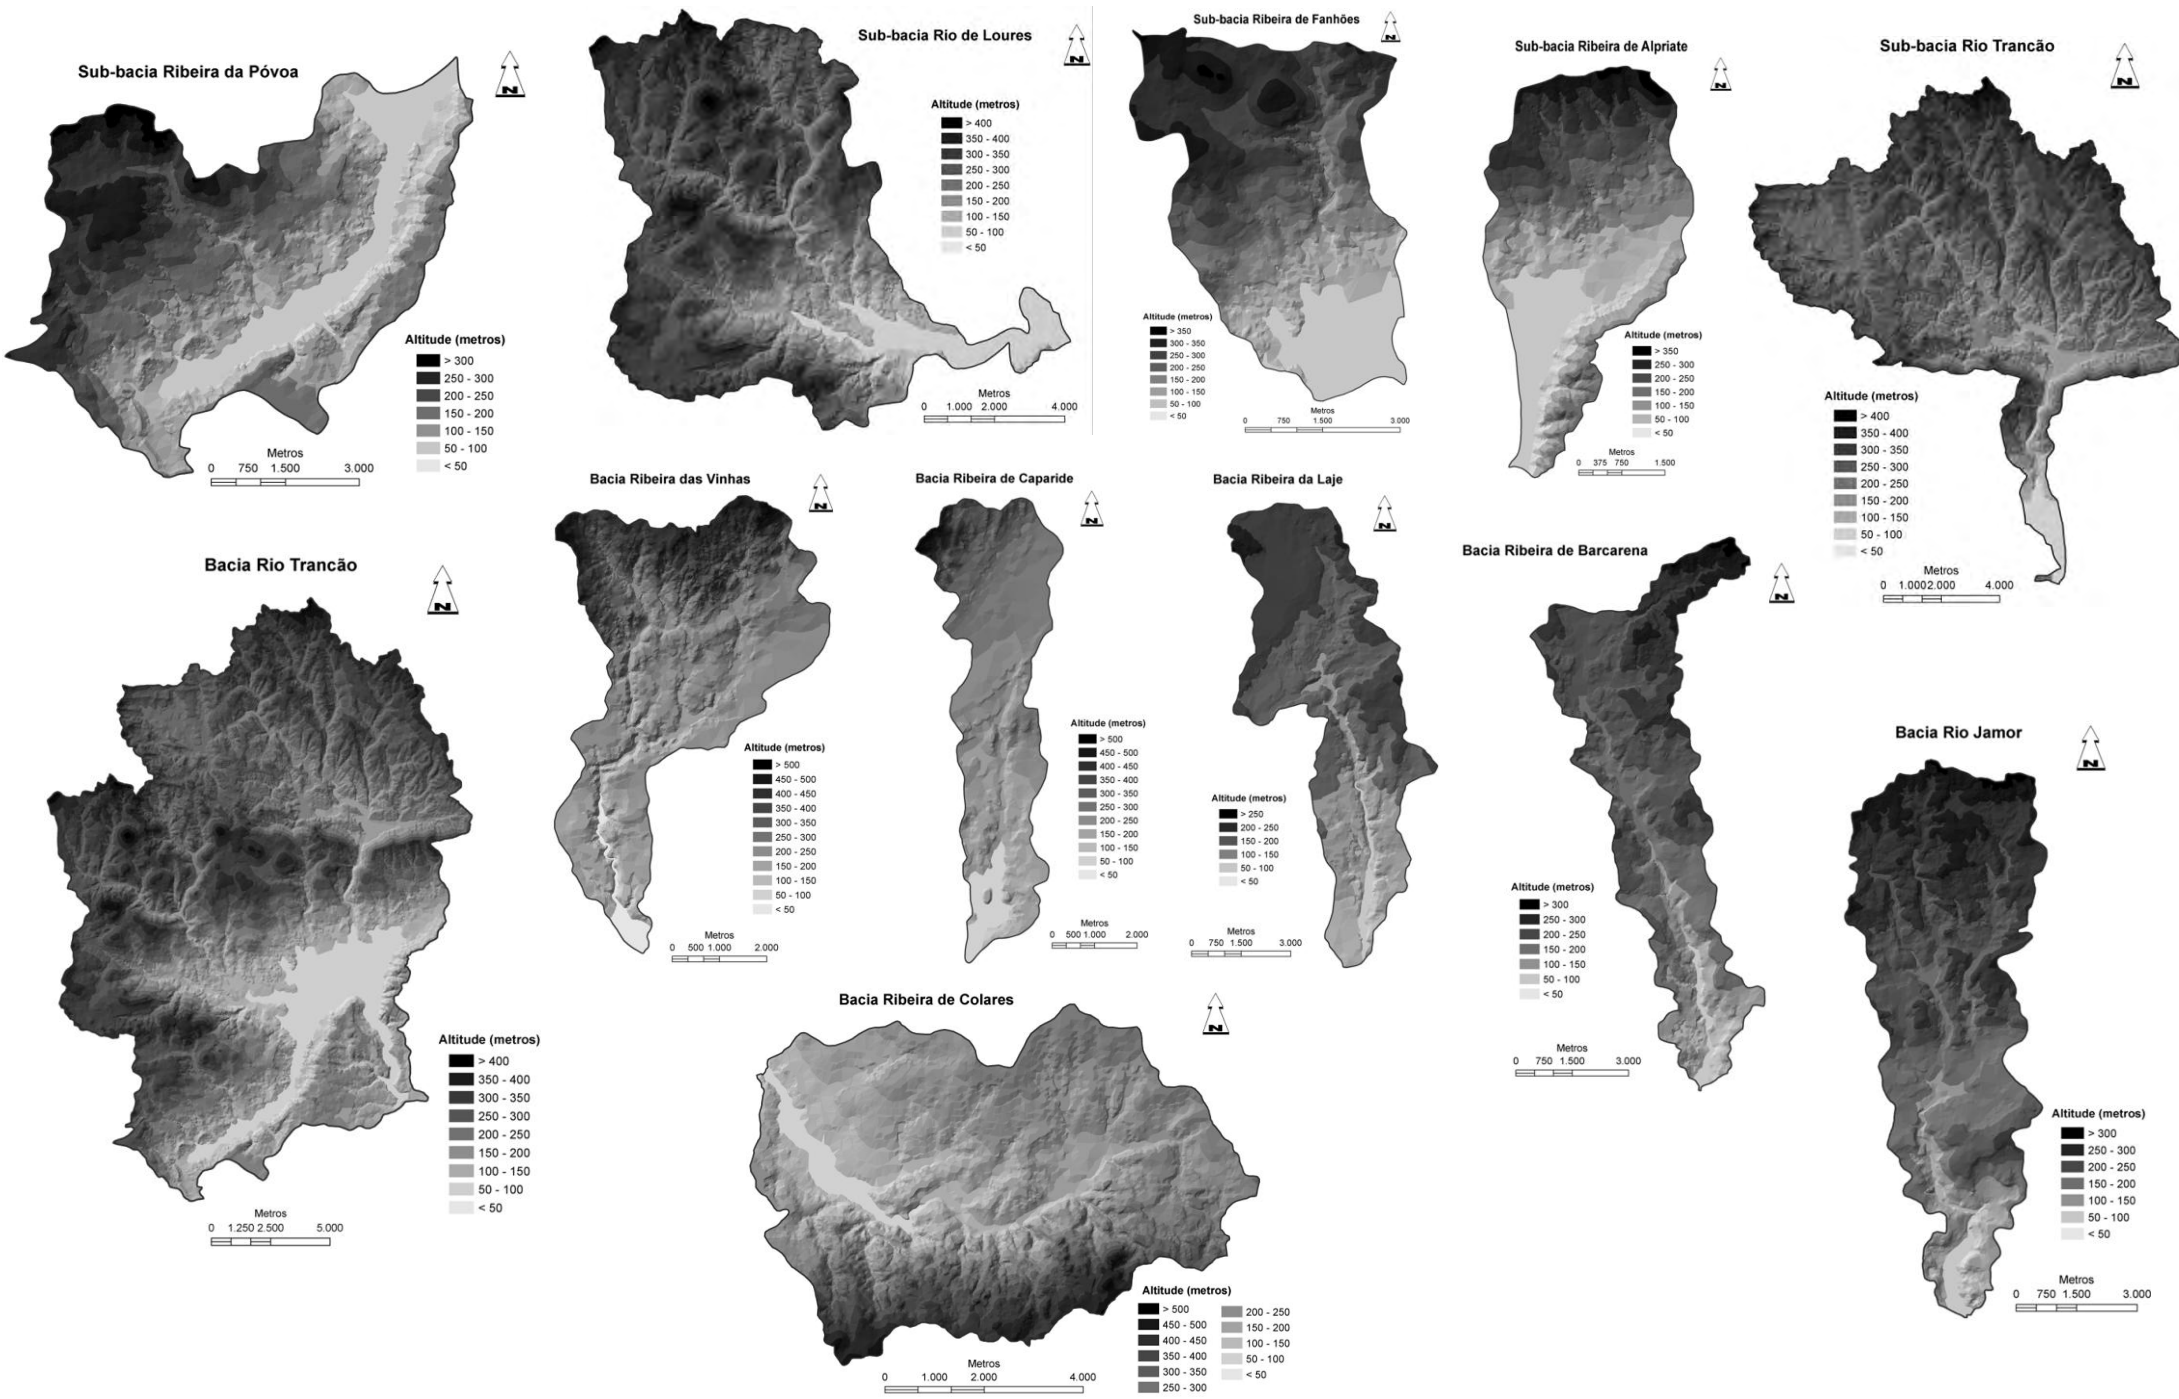 Sub-bacia Ribeira da Póvoa
N
Altitude (metros)
> 300
250 - 300
200 - 250
150 - 200
100 - 150
50 - 100
< 50
Metros
0 750 1.500 3.000
Sub-bacia Rio de Loures
N
Altitude (metros)
> 400
350 - 400
300 - 350
250 - 300
200 - 250
150 - 200
100 - 150
50 - 100
< 50
Metros
0 1.000 2.000 4.000
Sub-bacia Ribeira de Fanhões
N
Altitude (metros)
> 350
300 - 350
250 - 300
200 - 250
150 - 200
100 - 150
50 - 100
< 50
Metros
0 750 1.500 3.000
Sub-bacia Ribeira de Alpriate
N
Altitude (metros)
> 350
250 - 300
200 - 250
150 - 200
100 - 150
50 - 100
< 50
Metros
0 375 750 1.500
Sub-bacia Rio Trancão
N
Altitude (metros)
> 400
350 - 400
300 - 350
250 - 300
200 - 250
150 - 200
100 - 150
50 - 100
< 50
Metros
0 1.000 2.000 4.000
Bacia Rio Trancão
N
Altitude (metros)
> 400
350 - 400
300 - 350
250 - 300
200 - 250
150 - 200
100 - 150
50 - 100
< 50
Metros
0 1.250 2.500 5.000
Bacia Ribeira das Vinhas
N
Altitude (metros)
> 500
450 - 500
400 - 450
350 - 400
300 - 350
250 - 300
200 - 250
150 - 200
100 - 150
50 - 100
< 50
Metros
0 500 1.000 2.000
Bacia Ribeira de Caparide
N
Altitude (metros)
> 500
450 - 500
400 - 450
350 - 400
300 - 350
250 - 300
200 - 250
150 - 200
100 - 150
50 - 100
< 50
Metros
0 500 1.000 2.000
Bacia Ribeira da Laje
N
Altitude (metros)
> 250
200 - 250
150 - 200
100 - 150
50 - 100
< 50
Metros
0 750 1.500 3.000
Bacia Ribeira de Barcarena
N
Altitude (metros)
> 300
250 - 300
200 - 250
150 - 200
100 - 150
50 - 100
< 50
Metros
0 750 1.500 3.000
Bacia Rio Jamor
N
Altitude (metros)
> 300
250 - 300
200 - 250
150 - 200
100 - 150
50 - 100
< 50
Metros
0 750 1.500 3.000
Bacia Ribeira de Colares
N
Altitude (metros)
> 500
450 - 500
400 - 450
350 - 400
300 - 350
250 - 300
200 - 250
150 - 200
100 - 150
50 - 100
< 50
Metros
0 1.000 2.000 4.000